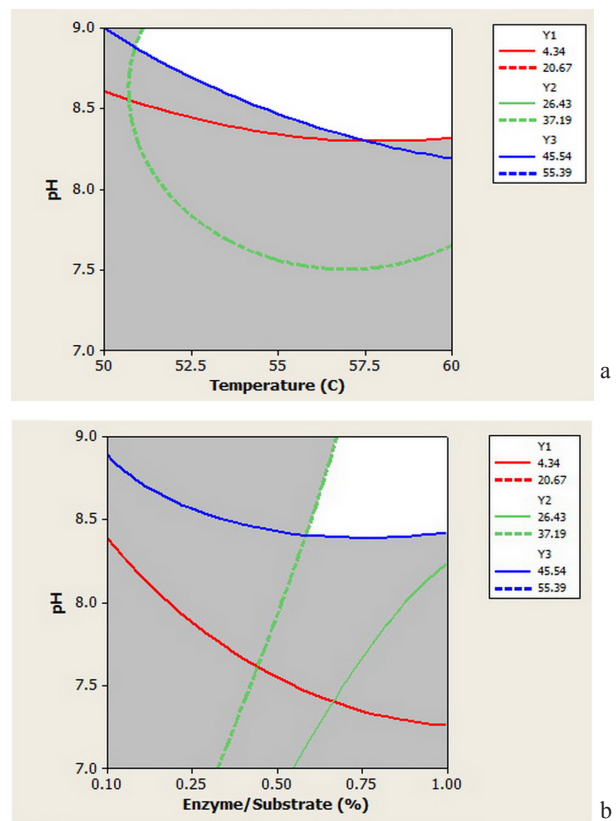 9.0
8.5
8.0
7.5
7.0
pH
50
52.5
55
57.5
60
Temperature (C)
Y1
4.34
20.67
Y2
26.43
37.19
Y3
45.54
55.39
a
9.0
8.5
8.0
7.5
7.0
pH
0.10
0.25
0.50
0.75
1.00
Enzyme/Substrate (%)
Y1
4.34
20.67
Y2
26.43
37.19
Y3
45.54
55.39
b